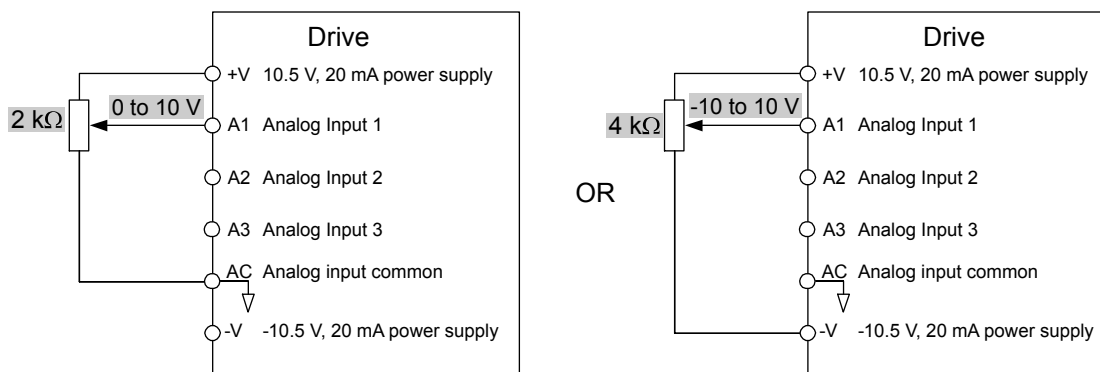 Drive
+V 10.5 V, 20 mA power supply
2 kΩ
0 to 10 V
A1 Analog Input 1
A2 Analog Input 2
A3 Analog Input 3
AC Analog input common
-V -10.5 V, 20 mA power supply
OR
Drive
+V 10.5 V, 20 mA power supply
4 kΩ
-10 to 10 V
A1 Analog Input 1
A2 Analog Input 2
A3 Analog Input 3
AC Analog input common
-V -10.5 V, 20 mA power supply